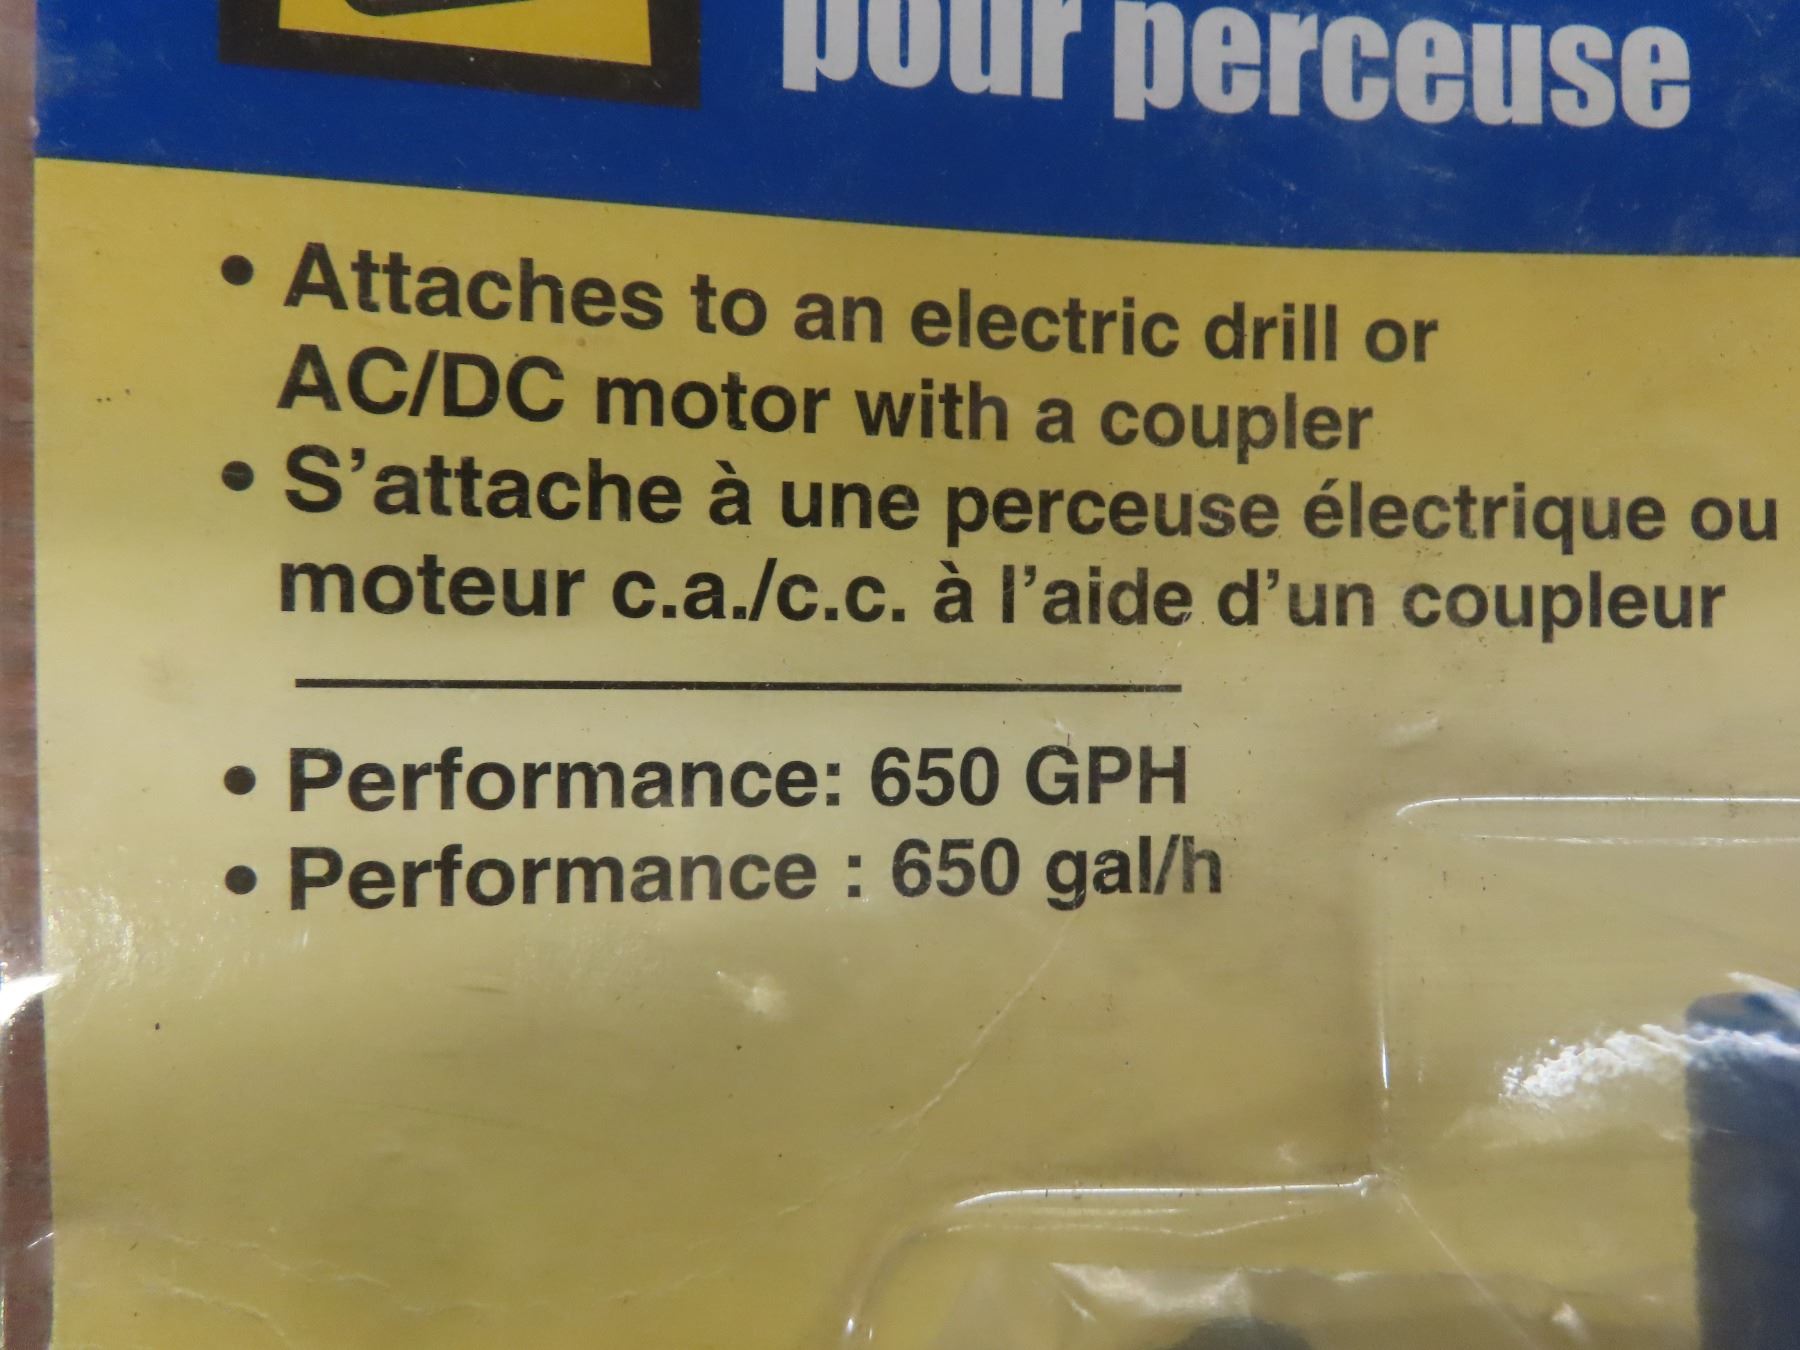 pour perceuse
• Attaches to an electric drill or
AC/DC motor with a coupler
• S'attache à une perceuse électrique ou
moteur c.a./c.c. à l'aide d'un coupleur
• Performance: 650 GPH
• Performance : 650 gal/h